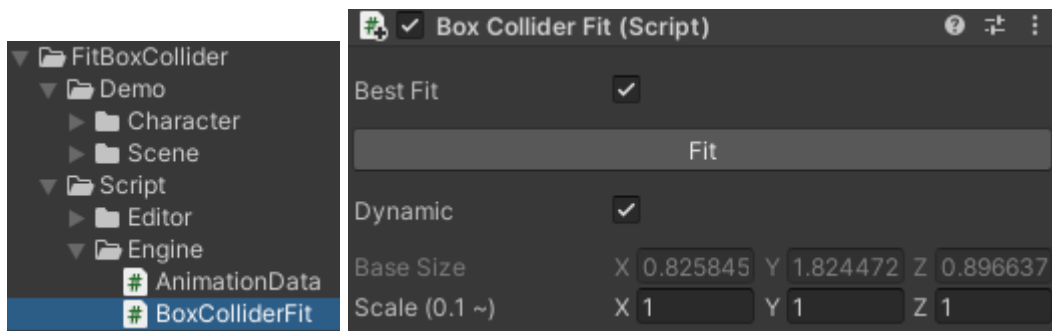 FitBoxCollider
Demo
Character
Scene
Script
Editor
Engine
# AnimationData
# BoxColliderFit
# Box Collider Fit (Script)
Best Fit
Fit
Dynamic
Base Size X 0.825845 Y 1.824472 Z 0.896637
Scale (0.1 ~) X 1 Y 1 Z 1